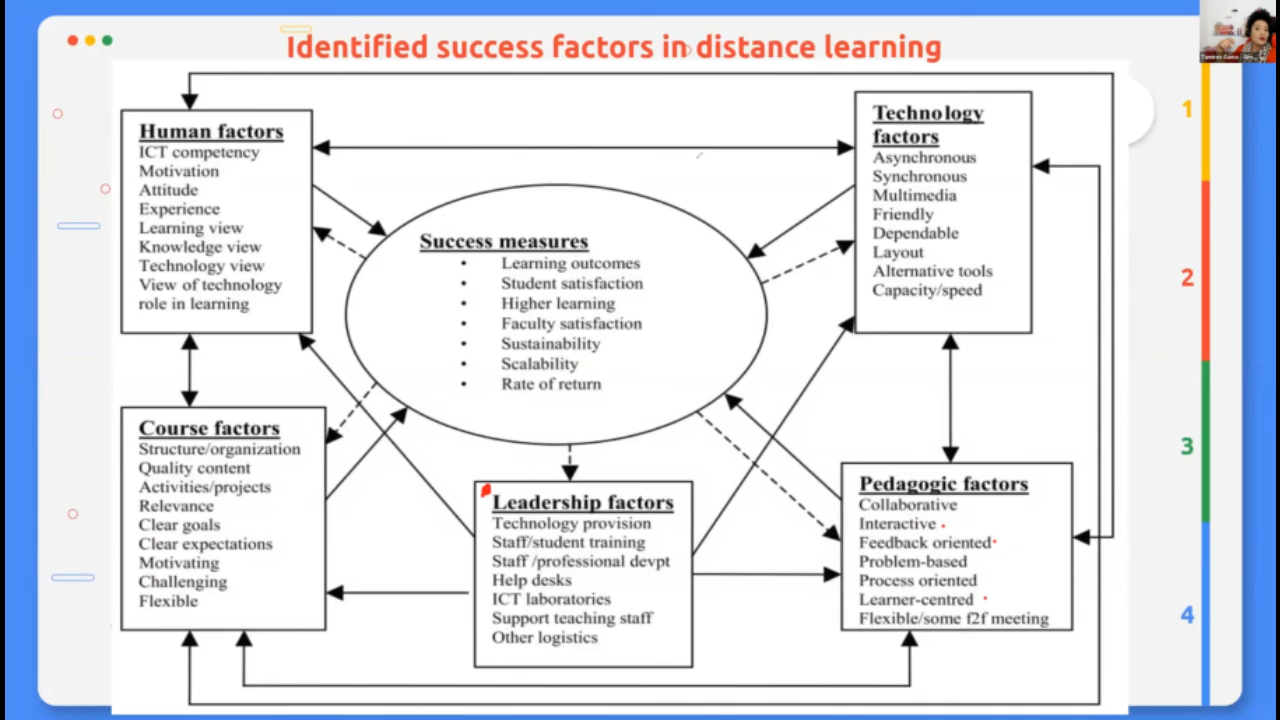 Identified success factors in distance learning
Human factors
ICT competency
Motivation
Attitude
Experience
Learning view
Knowledge view
Technology view
View of technology
role in learning
Technology
factors
Asynchronous
Synchronous
Multimedia
Friendly
Dependable
Layout
Alternative tools
Capacity/speed
Success measures
• Learning outcomes
• Student satisfaction
• Higher learning
• Faculty satisfaction
• Sustainability
• Scalability
• Rate of return
Course factors
Structure/organization
Quality content
Activities/projects
Relevance
Clear goals
Clear expectations
Motivating
Challenging
Flexible
Leadership factors
Technology provision
Staff/student training
Staff /professional devpt
Help desks
ICT laboratories
Support teaching staff
Other logistics
Pedagogic factors
Collaborative
Interactive
Feedback oriented
Problem-based
Process oriented
Learner-centred
Flexible/some f2f meeting
1
2
3
4